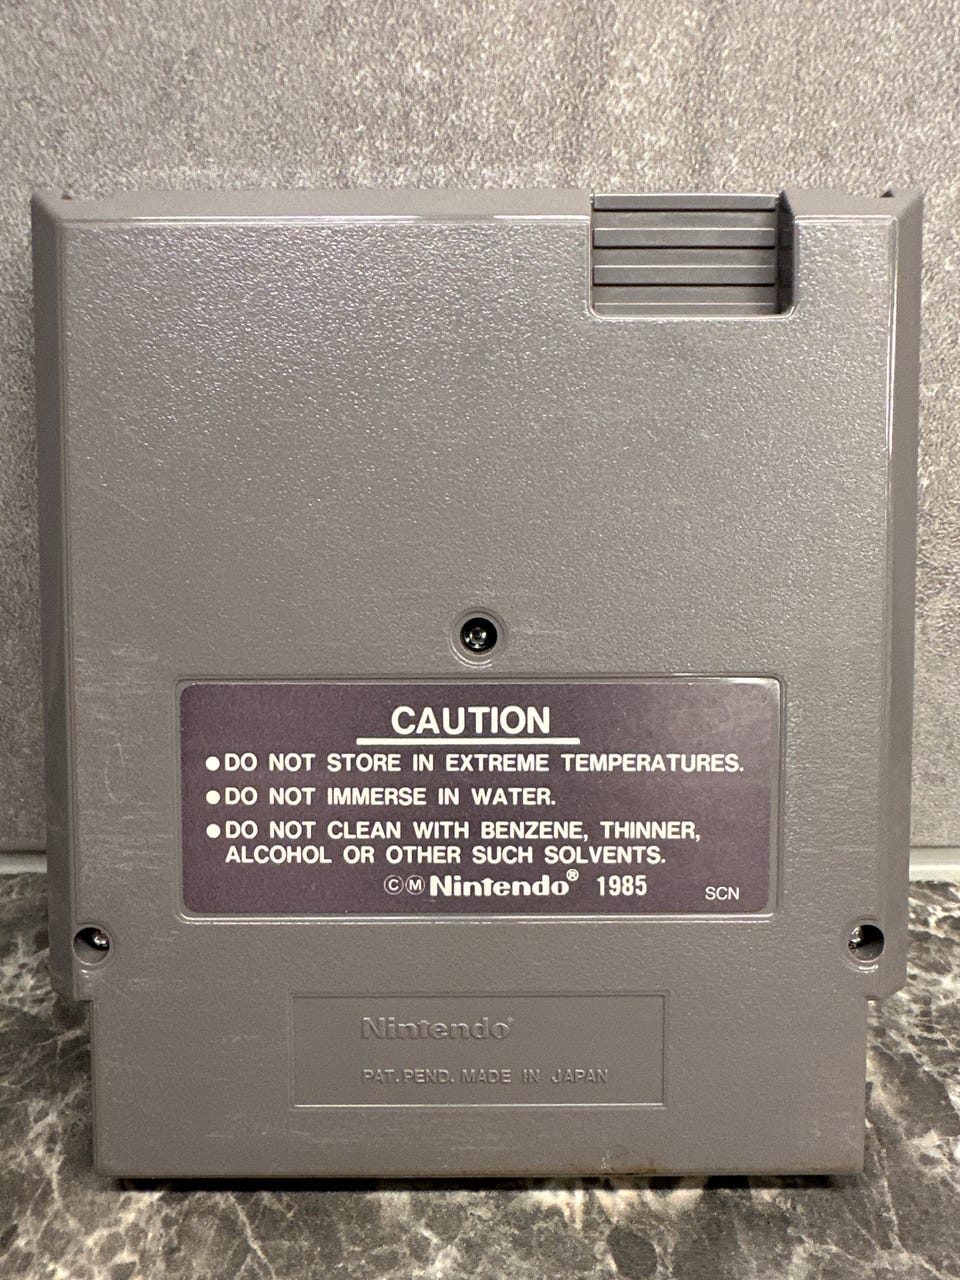 CAUTION
●DO NOT STORE IN EXTREME TEMPERATURES.
●DO NOT IMMERSE IN WATER.
●DO NOT CLEAN WITH BENZENE, THINNER,
ALCOHOL OR OTHER SUCH SOLVENTS.
ⒸⓂNintendo® 1985
SCN
Nintendo®
PAT. PEND. MADE IN JAPAN